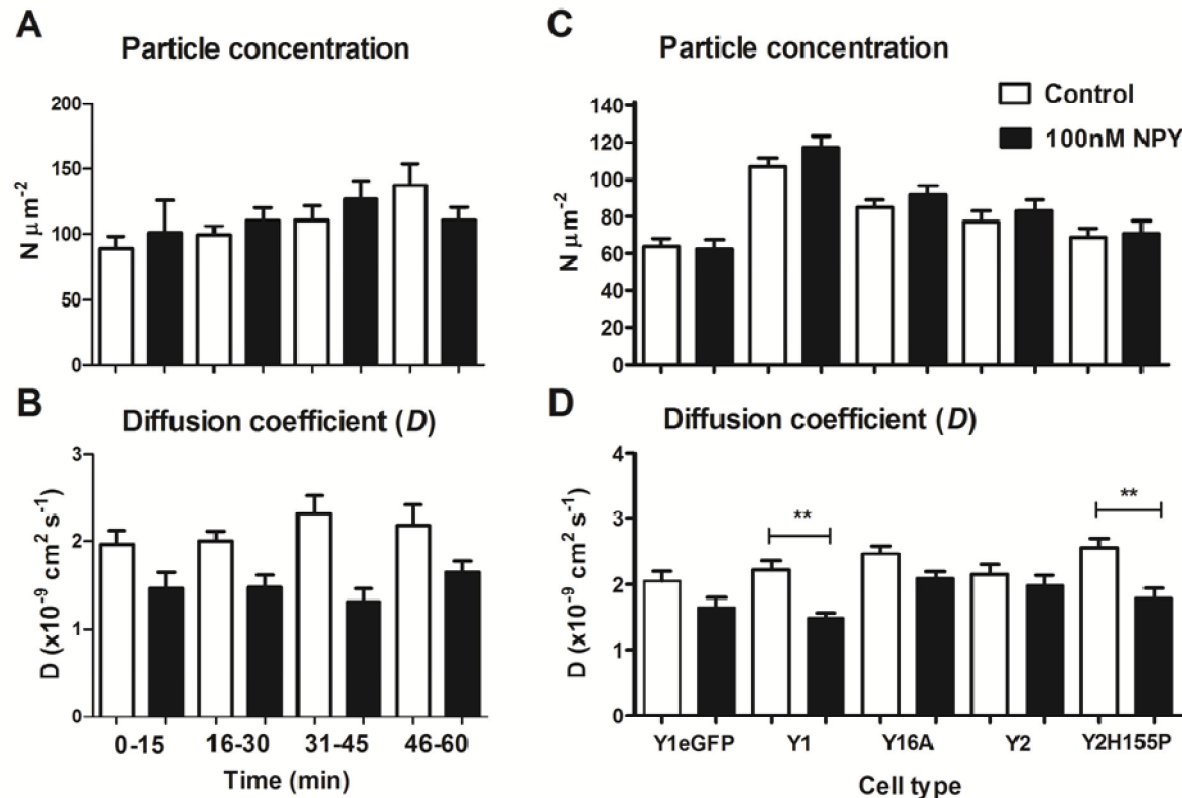 A
Particle concentration
N μm-2
200
150
100
50
0
B
Diffusion coefficient (D)
D (x10-9 cm2 s-1)
3
2
1
0
0-15 16-30 31-45 46-60
Time (min)
C
Particle concentration
Control
100nM NPY
N μm-2
140
120
100
80
60
40
20
0
D
Diffusion coefficient (D)
D (x10-9 cm2 s-1)
4
3
2
1
0
**
**
Y1eGFP Y1 Y16A Y2 Y2H155P
Cell type